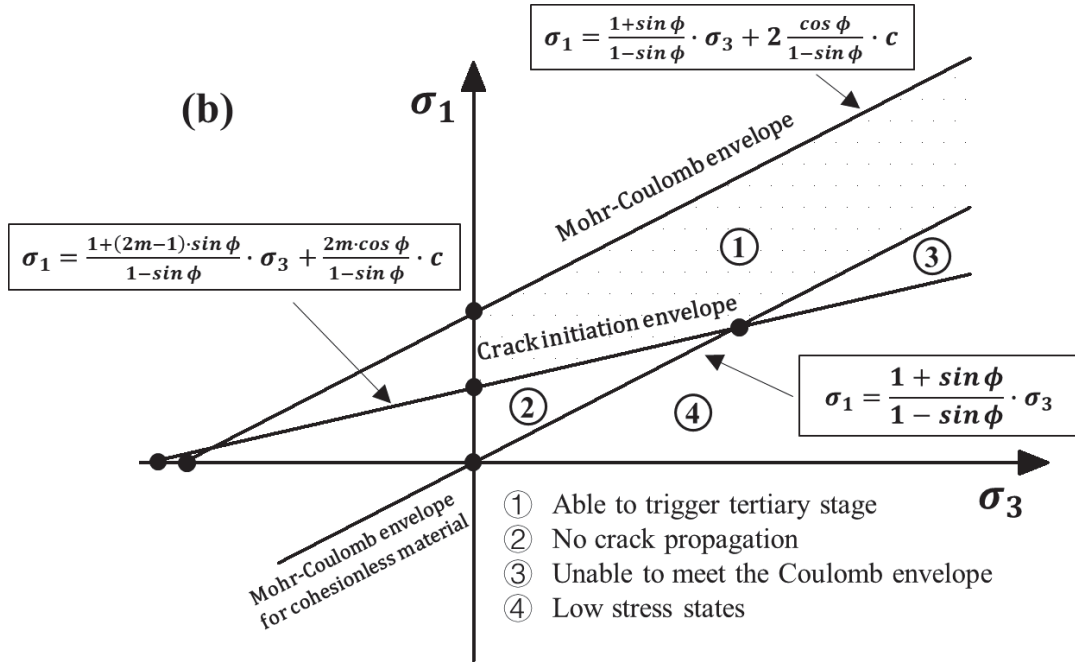 σ₁ = (1+sin ϕ)/(1−sin ϕ) · σ₃ + 2 (cos ϕ)/(1−sin ϕ) · c
(b)
σ₁
Mohr-Coulomb envelope
σ₁ = (1+(2m−1)·sin ϕ)/(1−sin ϕ) · σ₃ + (2m·cos ϕ)/(1−sin ϕ) · c
①
③
Crack initiation envelope
②
④
σ₁ = (1 + sin ϕ)/(1 − sin ϕ) · σ₃
σ₃
Mohr-Coulomb envelope
for cohesionless material
① Able to trigger tertiary stage
② No crack propagation
③ Unable to meet the Coulomb envelope
④ Low stress states